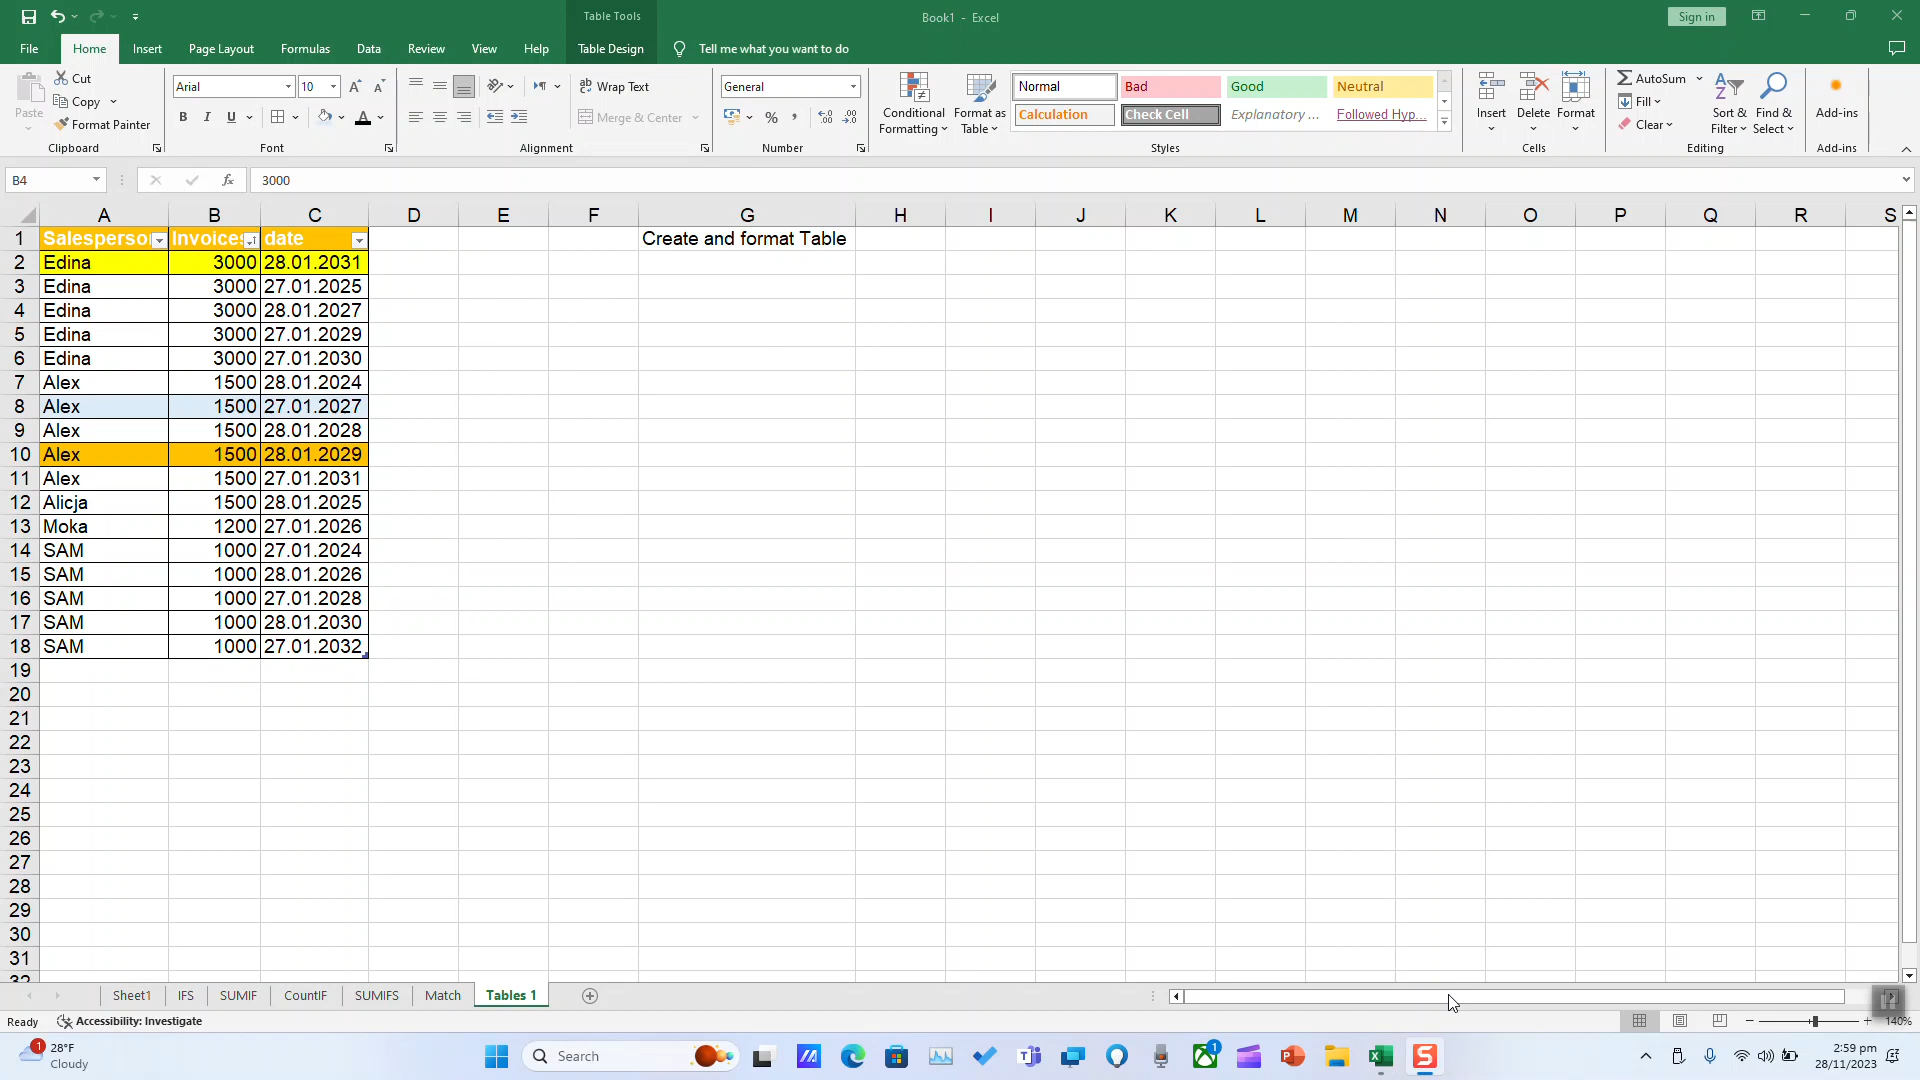 Table Tools
Book1 - Excel
Sign in
File Home Insert Page Layout Formulas Data Review View Help Table Design Tell me what you want to do
Paste
Cut
Copy
Format Painter
Clipboard
Arial 10
B I U A
Font
Wrap Text
Merge & Center
Alignment
General
%
Number
Conditional Formatting
Format as Table
Normal Bad Good Neutral
Calculation Check Cell Explanatory ... Followed Hyp...
Styles
Insert Delete Format
Cells
AutoSum
Fill
Clear
Sort & Filter
Find & Select
Editing
Add-ins
Add-ins
B4 fx 3000
A B C D E F G H I J K L M N O P Q R S
1 Salesperso Invoices date Create and format Table
2 Edina 3000 28.01.2031
3 Edina 3000 27.01.2025
4 Edina 3000 28.01.2027
5 Edina 3000 27.01.2029
6 Edina 3000 27.01.2030
7 Alex 1500 28.01.2024
8 Alex 1500 27.01.2027
9 Alex 1500 28.01.2028
10 Alex 1500 28.01.2029
11 Alex 1500 27.01.2031
12 Alicja 1500 28.01.2025
13 Moka 1200 27.01.2026
14 SAM 1000 27.01.2024
15 SAM 1000 28.01.2026
16 SAM 1000 27.01.2028
17 SAM 1000 28.01.2030
18 SAM 1000 27.01.2032
19
20
21
22
23
24
25
26
27
28
29
30
31
32
Sheet1 IFS SUMIF CountIF SUMIFS Match Tables 1
Ready Accessibility: Investigate 140%
1 28°F
Cloudy
Search
1
2:59 pm
28/11/2023